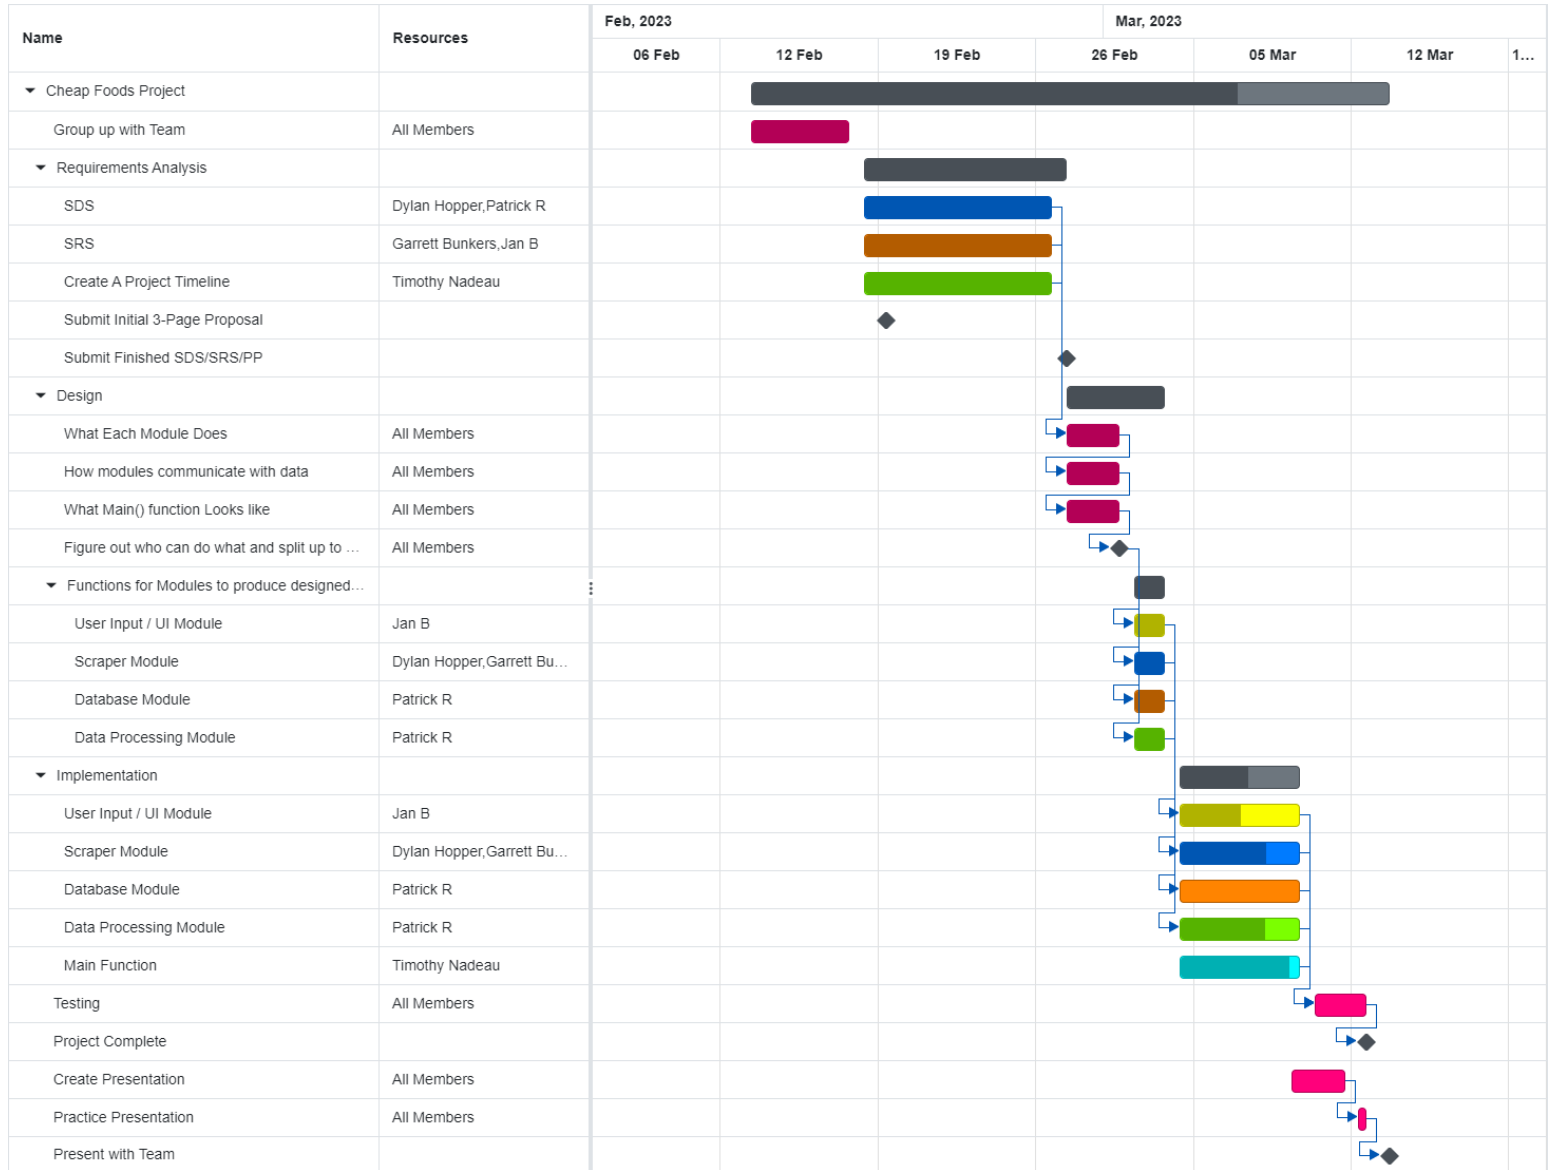 Name Resources Feb, 2023 Mar, 2023
06 Feb 12 Feb 19 Feb 26 Feb 05 Mar 12 Mar 1...
Cheap Foods Project
Group up with Team All Members
Requirements Analysis
SDS Dylan Hopper,Patrick R
SRS Garrett Bunkers,Jan B
Create A Project Timeline Timothy Nadeau
Submit Initial 3-Page Proposal
Submit Finished SDS/SRS/PP
Design
What Each Module Does All Members
How modules communicate with data All Members
What Main() function Looks like All Members
Figure out who can do what and split up to ... All Members
Functions for Modules to produce designed...
User Input / UI Module Jan B
Scraper Module Dylan Hopper,Garrett Bu...
Database Module Patrick R
Data Processing Module Patrick R
Implementation
User Input / UI Module Jan B
Scraper Module Dylan Hopper,Garrett Bu...
Database Module Patrick R
Data Processing Module Patrick R
Main Function Timothy Nadeau
Testing All Members
Project Complete
Create Presentation All Members
Practice Presentation All Members
Present with Team